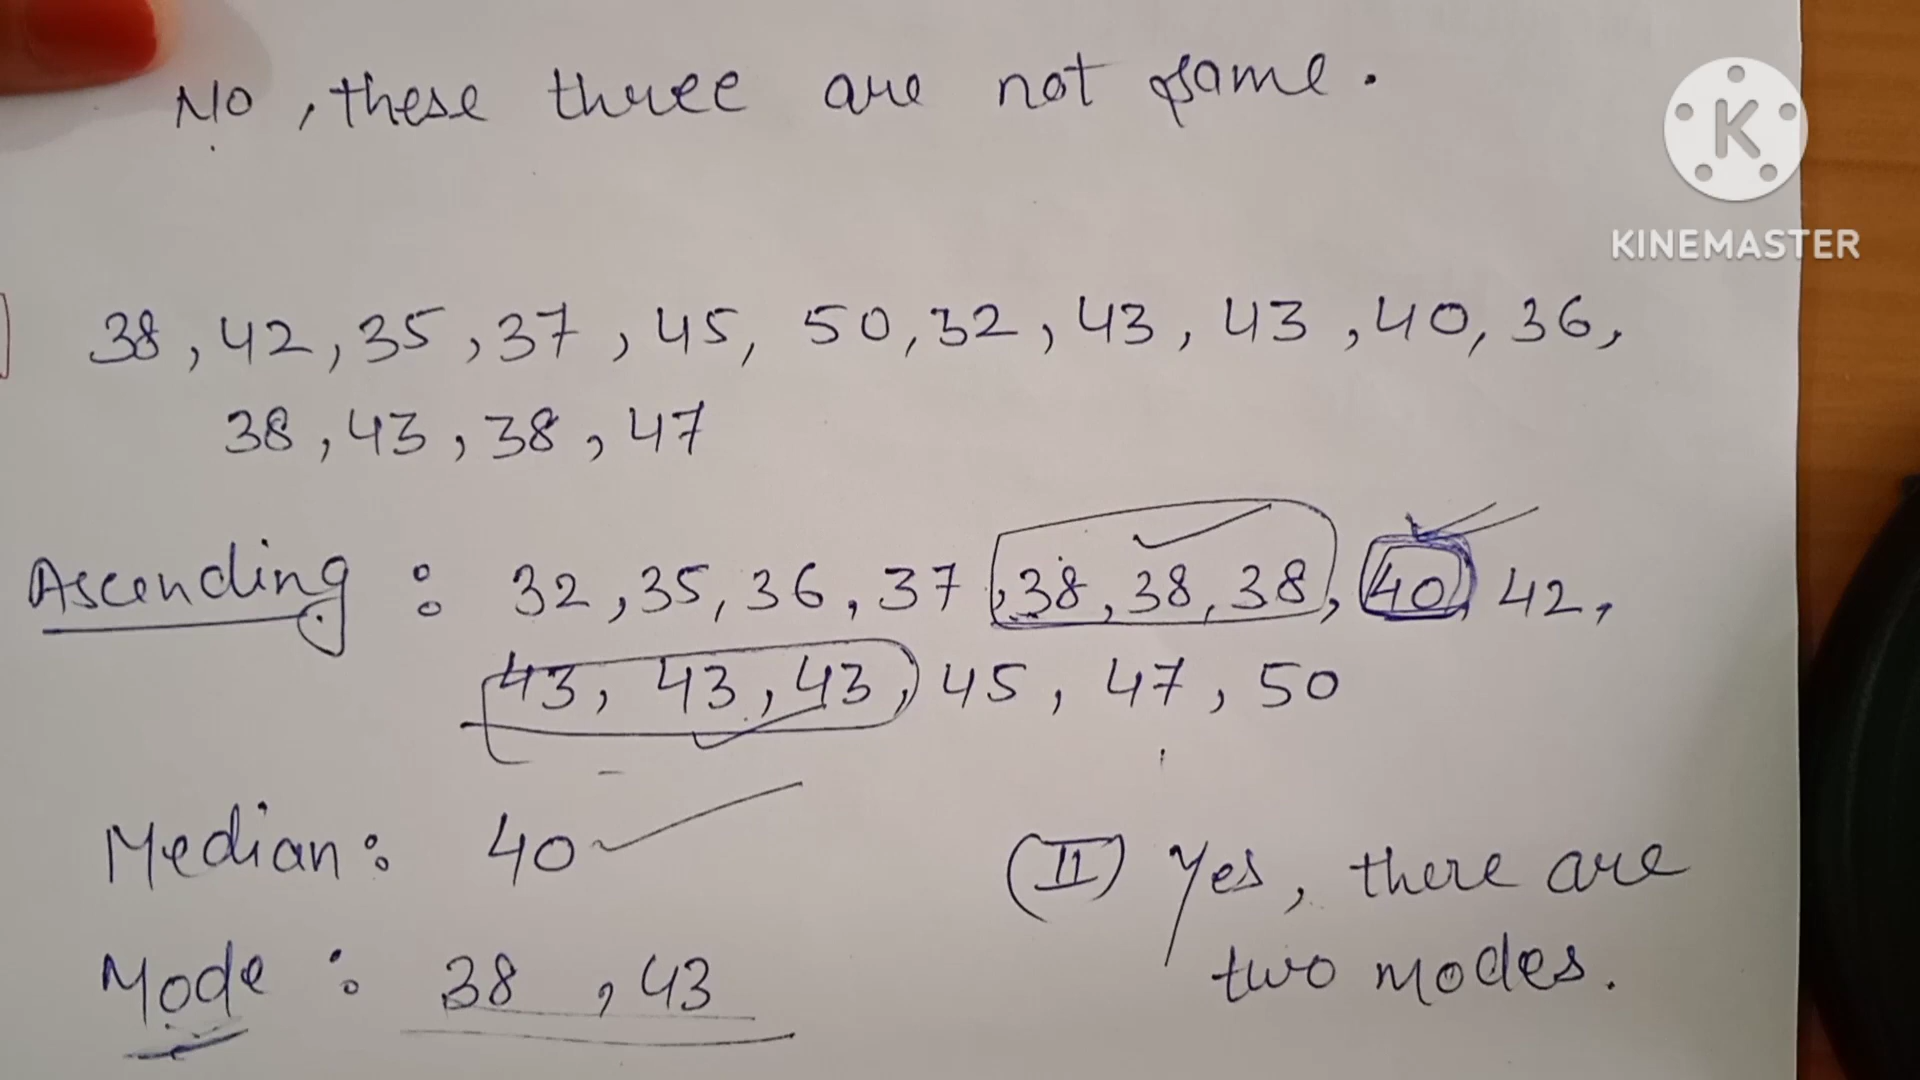 No, these three are not same.
K
KINEMASTER
38, 42, 35, 37, 45, 50, 32, 43, 43, 40, 36,
38, 43, 38, 47
Ascending : 32, 35, 36, 37, 38, 38, 38, 40, 42,
43, 43, 43, 45, 47, 50
Median : 40
(II) Yes, there are
two modes.
Mode : 38, 43